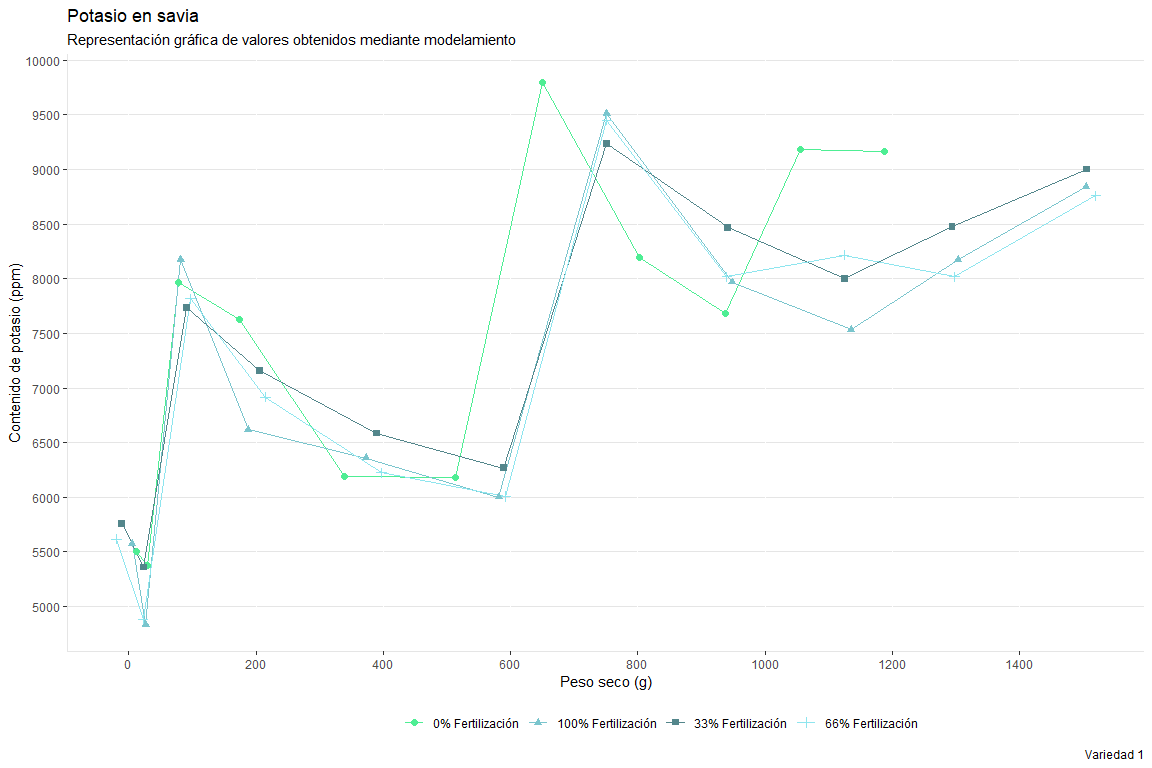 Potasio en savia
Representación gráfica de valores obtenidos mediante modelamiento
Contenido de potasio (ppm)
10000
9500
9000
8500
8000
7500
7000
6500
6000
5500
5000
0 200 400 600 800 1000 1200 1400
Peso seco (g)
0% Fertilización 100% Fertilización 33% Fertilización 66% Fertilización
Variedad 1